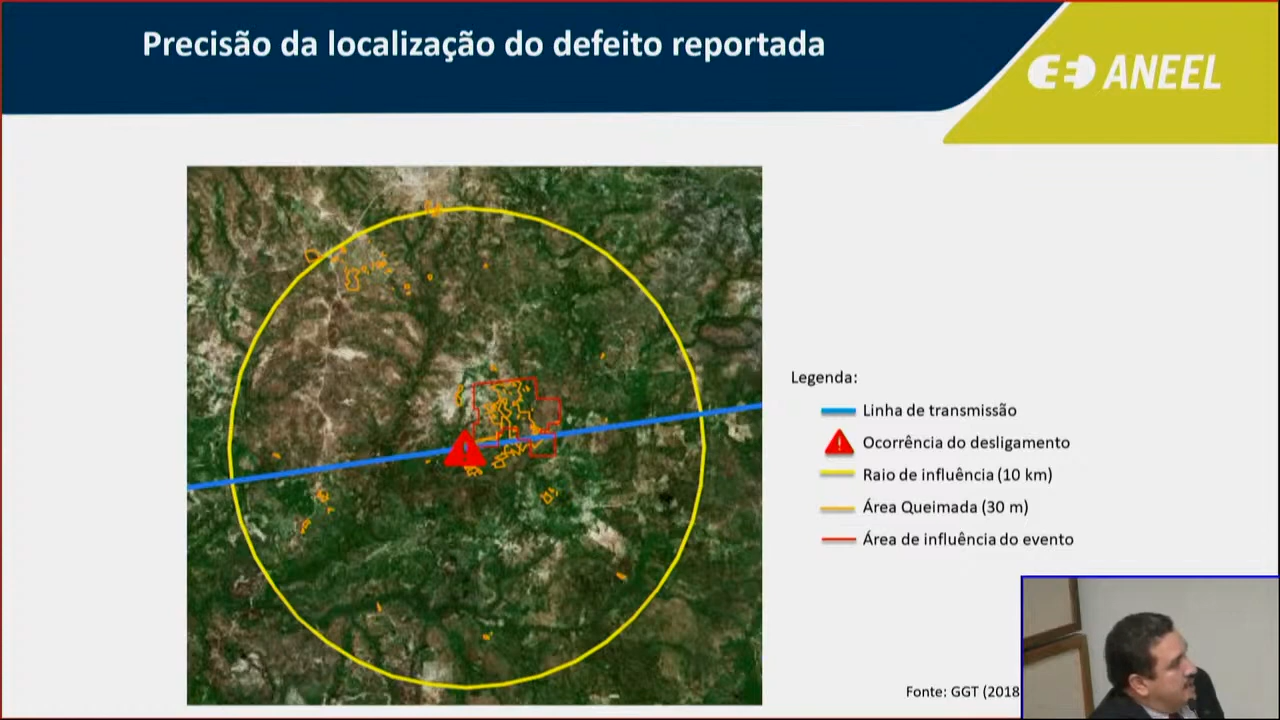 Precisão da localização do defeito reportada
ANEEL
Legenda:
Linha de transmissão
Ocorrência do desligamento
Raio de influência (10 km)
Área Queimada (30 m)
Área de influência do evento
Fonte: GGT (2018